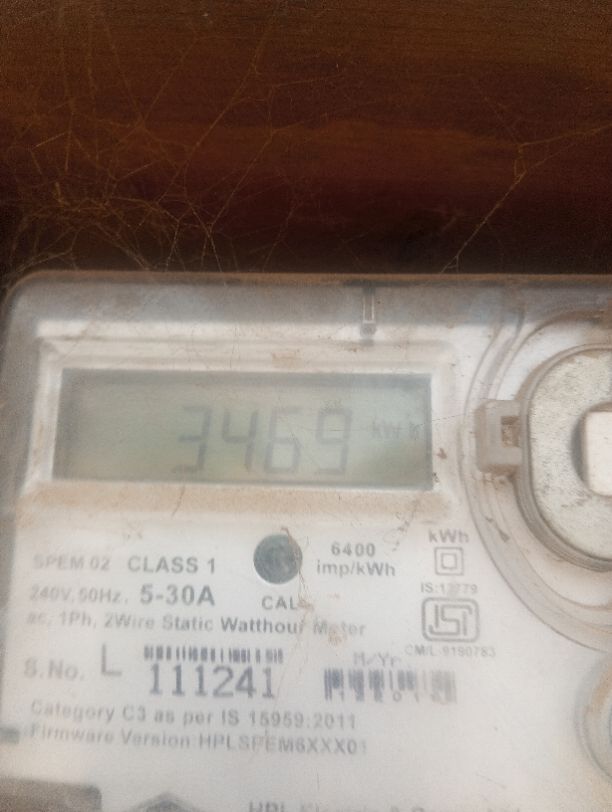 3469
kWh
6400
imp/kWh
SPEM 02 CLASS 1
240V, 50Hz, 5-30A
CAL
IS:13779
ac, 1Ph, 2Wire Static Watthour Meter
CM/L-9190783
S.No. L 111241
M/Yr
Category C3 as per IS 15959:2011
Firmware Version:HPLSPEM6XXX01